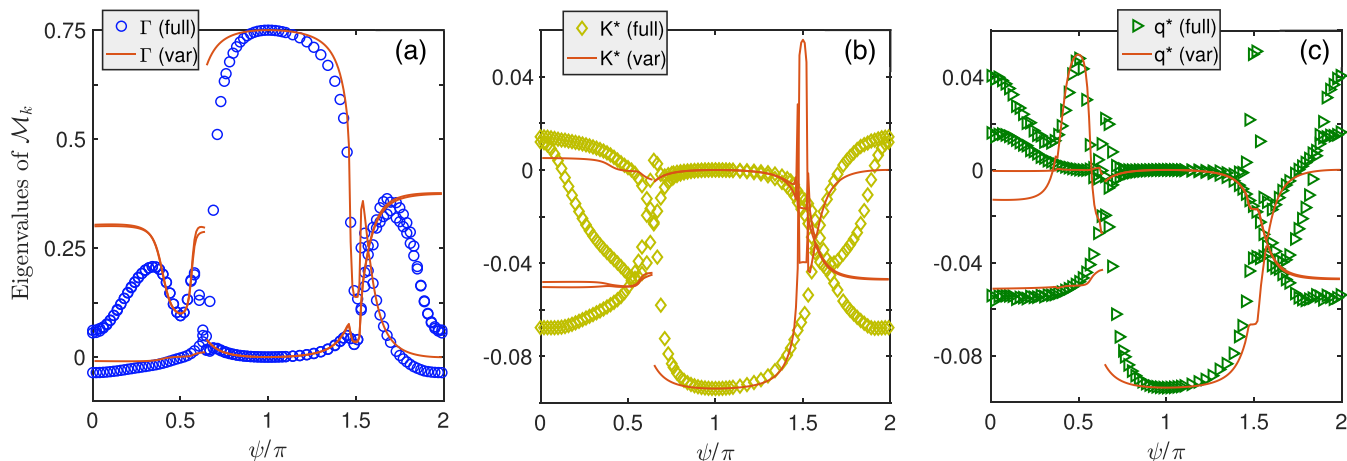 Γ (full)
Γ (var)
(a)
Eigenvalues of 𝓜ₖ
0.75
0.5
0.25
0
0
0.5
1
1.5
2
ψ/π
K* (full)
K* (var)
(b)
0.04
0
-0.04
-0.08
0
0.5
1
1.5
2
ψ/π
q* (full)
q* (var)
(c)
0.04
0
-0.04
-0.08
0
0.5
1
1.5
2
ψ/π